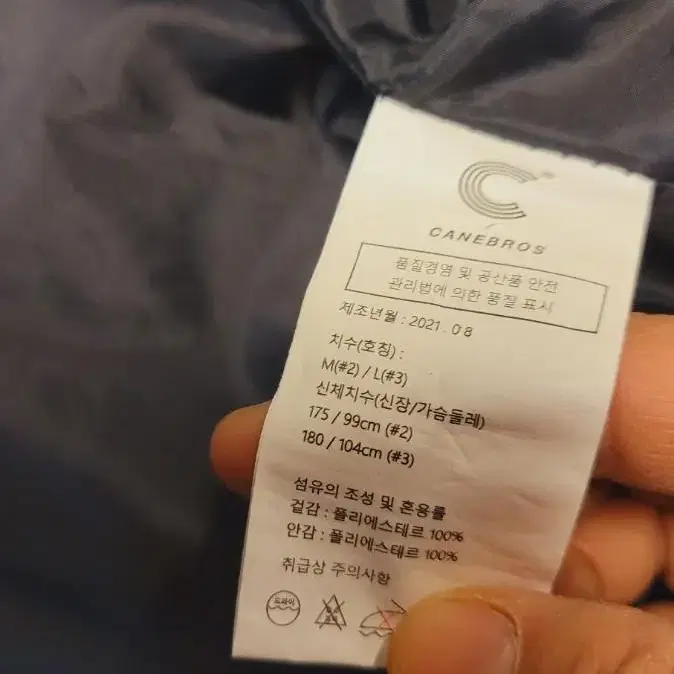 CANEBROS
품질경영 및 공산품 안전
관리법에 의한 품질 표시
제조년월 : 2021. 08
치수(호칭) :
M(#2) / L(#3)
신체치수(신장/가슴둘레)
175 / 99cm (#2)
180 / 104cm (#3)
섬유의 조성 및 혼용률
겉감 : 폴리에스테르 100%
안감 : 폴리에스테르 100%
취급상 주의사항
드라이